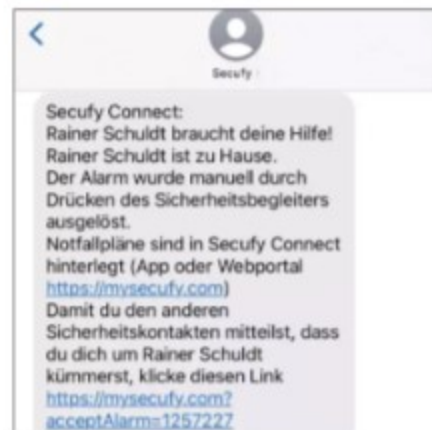 Secufy
Secufy Connect:
Rainer Schuldt braucht deine Hilfe!
Rainer Schuldt ist zu Hause.
Der Alarm wurde manuell durch
Drücken des Sicherheitsbegleiters
ausgelöst.
Notfallpläne sind in Secufy Connect
hinterlegt (App oder Webportal
https://mysecufy.com)
Damit du den anderen
Sicherheitskontakten mitteilst, dass
du dich um Rainer Schuldt
kümmerst, klicke diesen Link
https://mysecufy.com?
acceptAlarm=1257227